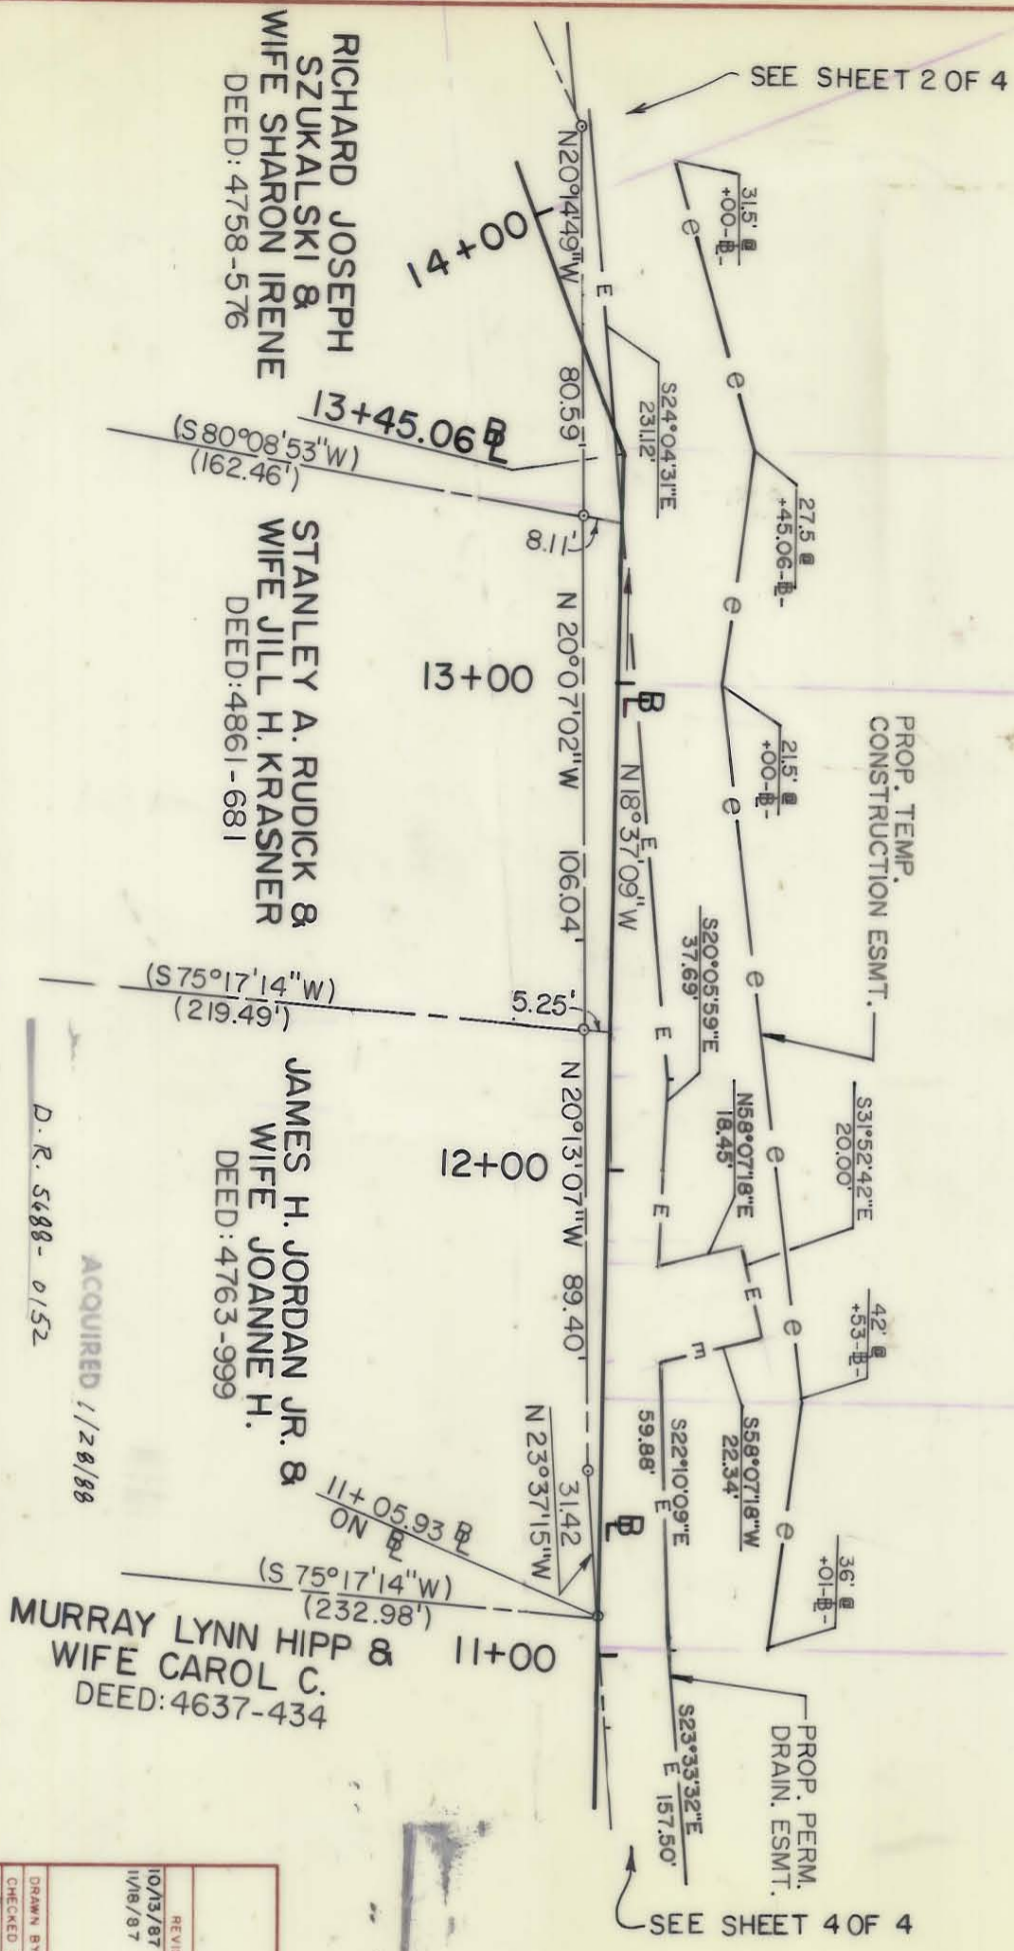 SEE SHEET 2 OF 4
31.5' @
+00-BL-
27.5 @
+45.06-BL-
21.5' @
+00-BL-
PROP. TEMP.
CONSTRUCTION ESMT.
S31°52'42"E
20.00'
42' @
+53-BL-
36' @
+01-BL-
PROP. PERM.
DRAIN. ESMT.
e e e e e e e e
S24°04'31"E
231.12'
S20°05'59"E
37.69'
N58°07'18"E
18.45'
S58°07'18"W
22.34'
S22°10'09"E
59.88'
S23°33'32"E
157.50'
E E E E E E E E
SEE SHEET 4 OF 4
14+00
13+45.06 BL
13+00
BL
N18°37'09"W
12+00
BL
11+05.93 BL
ON BL
11+00
N20°14'49"W 80.59'
8.11'
N 20°07'02"W 106.04'
5.25'
N 20°13'07"W 89.40'
31.42
N 23°37'15"W
RICHARD JOSEPH
SZUKALSKI &
WIFE SHARON IRENE
DEED: 4758-576
(S80°08'53"W)
(162.46')
STANLEY A. RUDICK &
WIFE JILL H. KRASNER
DEED:4861-681
(S75°17'14"W)
(219.49')
JAMES H. JORDAN JR. &
WIFE JOANNE H.
DEED:4763-999
(S 75°17'14"W)
(232.98')
MURRAY LYNN HIPP &
WIFE CAROL C.
DEED:4637-434
ACQUIRED 1/28/88
D.R. 5688-0152
10/13/87
11/18/87
DRAWN BY
CHECKED